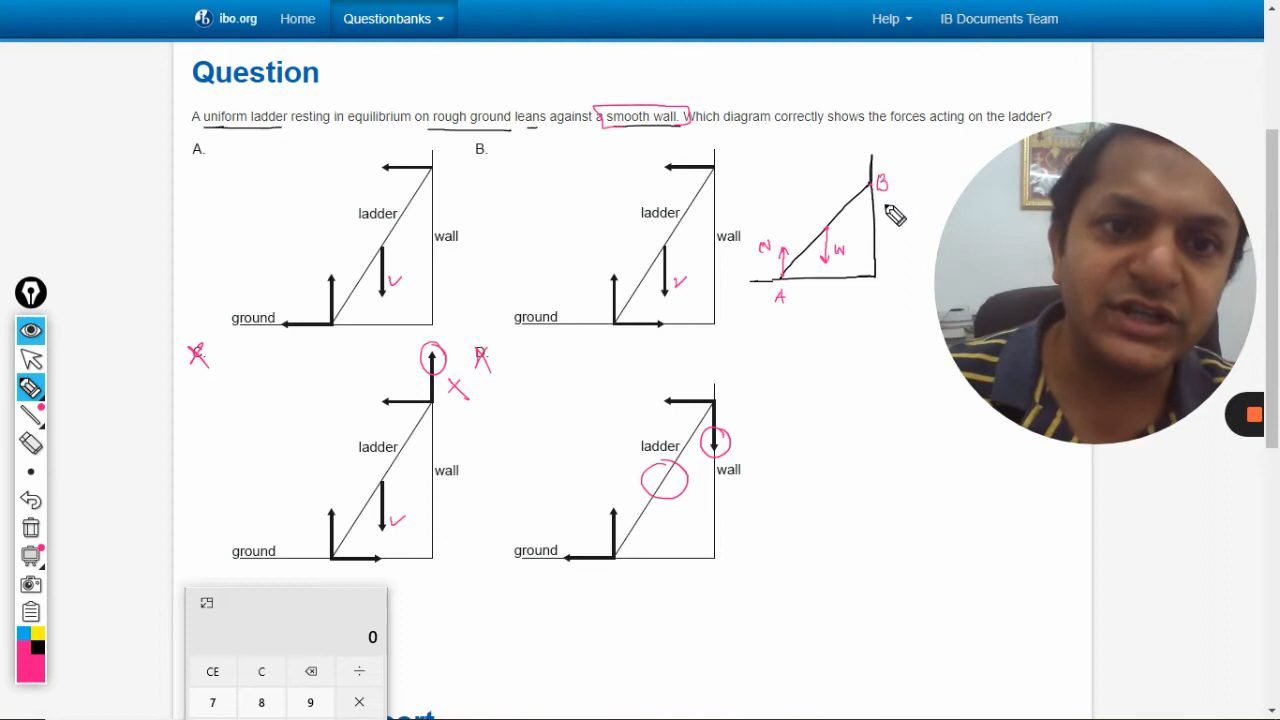 ibo.org Home Questionbanks Help IB Documents Team
Question
A uniform ladder resting in equilibrium on rough ground leans against a smooth wall. Which diagram correctly shows the forces acting on the ladder?
A.
ladder
wall
ground
B.
ladder
wall
ground
B
N
W
A
C.
ladder
wall
ground
D.
ladder
wall
ground
0
CE C ÷
7 8 9 ×